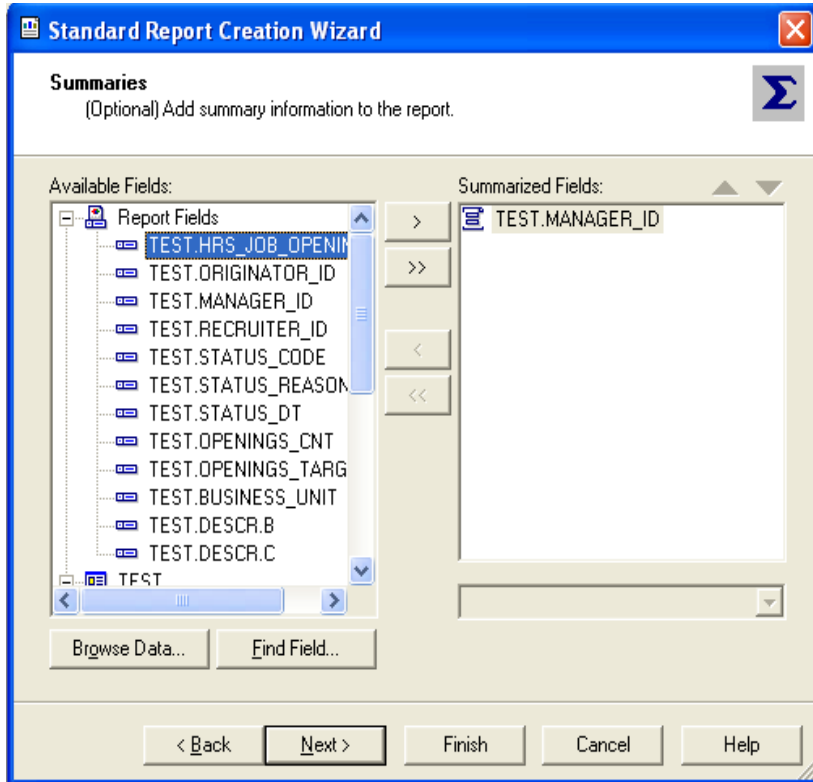 Standard Report Creation Wizard
Summaries
(Optional) Add summary information to the report.
Σ
Available Fields:
Report Fields
TEST.HRS_JOB_OPENIN
TEST.ORIGINATOR_ID
TEST.MANAGER_ID
TEST.RECRUITER_ID
TEST.STATUS_CODE
TEST.STATUS_REASON
TEST.STATUS_DT
TEST.OPENINGS_CNT
TEST.OPENINGS_TARG
TEST.BUSINESS_UNIT
TEST.DESCR.B
TEST.DESCR.C
TEST
>
>>
<
<<
Summarized Fields:
TEST.MANAGER_ID
Browse Data...
Find Field...
< Back
Next >
Finish
Cancel
Help